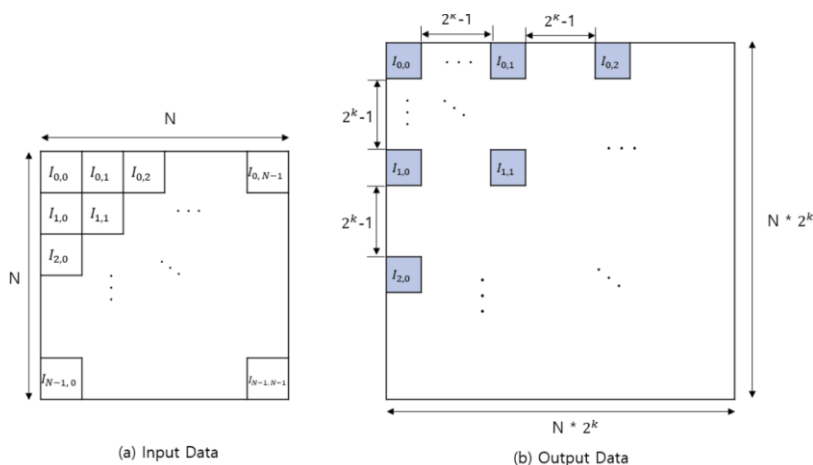 N
N
I₀,₀ I₀,₁ I₀,₂ I₀,N−1
I₁,₀ I₁,₁ ...
I₂,₀
I_N−1, 0 I_N−1, N−1
(a) Input Data
2ᵏ-1 2ᵏ-1
I₀,₀ ... I₀,₁ I₀,₂
2ᵏ-1
...
I₁,₀ I₁,₁
2ᵏ-1
N * 2ᵏ
I₂,₀
N * 2ᵏ
(b) Output Data